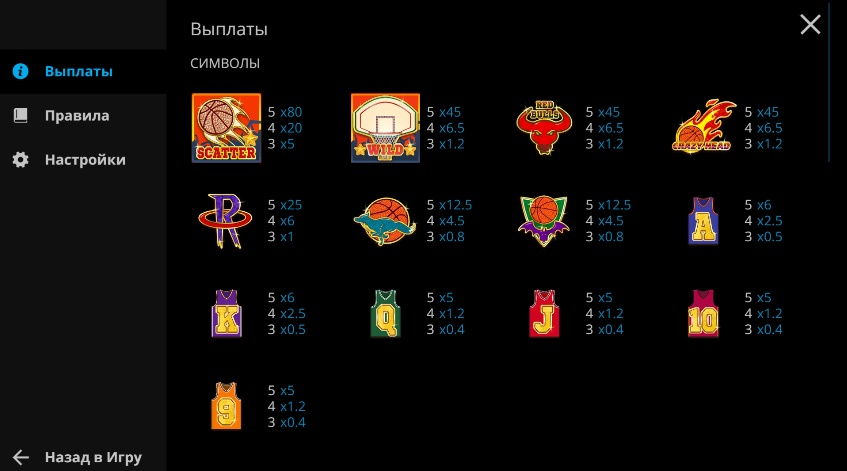 Выплаты
СИМВОЛЫ
Выплаты
Правила
Настройки
Назад в Игру
SCATTER
5 x80
4 x20
3 x5
WILD
5 x45
4 x6.5
3 x1.2
RED
BULLS
5 x45
4 x6.5
3 x1.2
CRAZY HEAD
5 x45
4 x6.5
3 x1.2
R
5 x25
4 x6
3 x1
5 x12.5
4 x4.5
3 x0.8
5 x12.5
4 x4.5
3 x0.8
A
5 x6
4 x2.5
3 x0.5
K
5 x6
4 x2.5
3 x0.5
Q
5 x5
4 x1.2
3 x0.4
J
5 x5
4 x1.2
3 x0.4
10
5 x5
4 x1.2
3 x0.4
9
5 x5
4 x1.2
3 x0.4